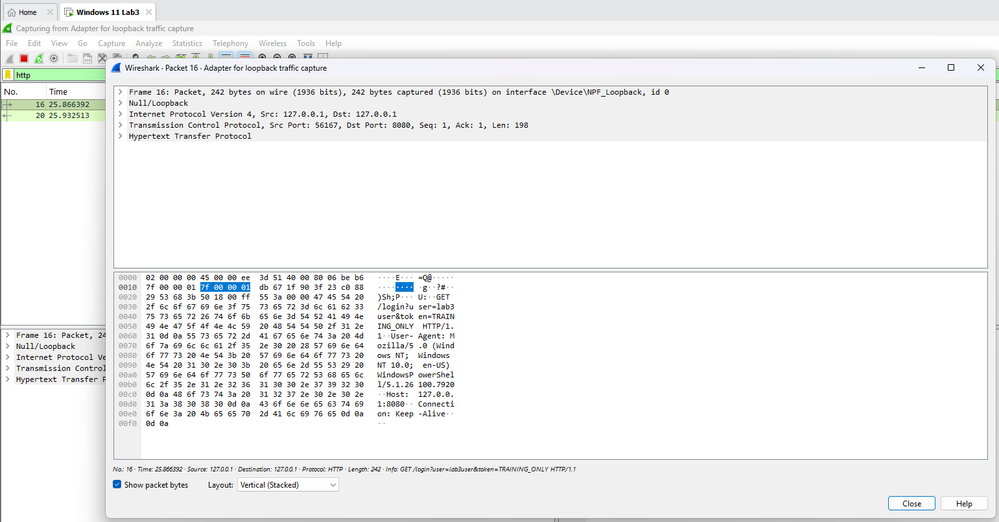 Home
Windows 11 Lab3
Capturing from Adapter for loopback traffic capture
File Edit View Go Capture Analyze Statistics Telephony Wireless Tools Help
http
No. Time
16 25.866392
20 25.932513
Frame 16: Packet, 24
Null/Loopback
Internet Protocol Ve
Transmission Control
Hypertext Transfer P
Wireshark · Packet 16 · Adapter for loopback traffic capture
Frame 16: Packet, 242 bytes on wire (1936 bits), 242 bytes captured (1936 bits) on interface \Device\NPF_Loopback, id 0
Null/Loopback
Internet Protocol Version 4, Src: 127.0.0.1, Dst: 127.0.0.1
Transmission Control Protocol, Src Port: 56167, Dst Port: 8080, Seq: 1, Ack: 1, Len: 198
Hypertext Transfer Protocol
0000 02 00 00 00 45 00 00 ee 3d 51 40 00 80 06 be b6 ····E··· =Q@·····
0010 7f 00 00 01 7f 00 00 01 db 67 1f 90 3f 23 c0 88 ········ ·g··?#··
0020 29 53 68 3b 50 18 00 ff 55 3a 00 00 47 45 54 20 )Sh;P··· U:··GET
0030 2f 6c 6f 67 69 6e 3f 75 73 65 72 3d 6c 61 62 33 /login?u ser=lab3
0040 75 73 65 72 26 74 6f 6b 65 6e 3d 54 52 41 49 4e user&tok en=TRAIN
0050 49 4e 47 5f 4f 4e 4c 59 20 48 54 54 50 2f 31 2e ING_ONLY HTTP/1.
0060 31 0d 0a 55 73 65 72 2d 41 67 65 6e 74 3a 20 4d 1··User- Agent: M
0070 6f 7a 69 6c 6c 61 2f 35 2e 30 20 28 57 69 6e 64 ozilla/5 .0 (Wind
0080 6f 77 73 20 4e 54 3b 20 57 69 6e 64 6f 77 73 20 ows NT; Windows
0090 4e 54 20 31 30 2e 30 3b 20 65 6e 2d 55 53 29 20 NT 10.0; en-US)
00a0 57 69 6e 64 6f 77 73 50 6f 77 65 72 53 68 65 6c WindowsP owerShel
00b0 6c 2f 35 2e 31 2e 32 36 31 30 30 2e 37 39 32 30 l/5.1.26 100.7920
00c0 0d 0a 48 6f 73 74 3a 20 31 32 37 2e 30 2e 30 2e ··Host: 127.0.0.
00d0 31 3a 38 30 38 30 0d 0a 43 6f 6e 6e 65 63 74 69 1:8080·· Connecti
00e0 6f 6e 3a 20 4b 65 65 70 2d 41 6c 69 76 65 0d 0a on: Keep -Alive··
00f0 0d 0a ··
No.: 16 · Time: 25.866392 · Source: 127.0.0.1 · Destination: 127.0.0.1 · Protocol: HTTP · Length: 242 · Info: GET /login?user=lab3user&token=TRAINING_ONLY HTTP/1.1
Show packet bytes Layout: Vertical (Stacked)
Close Help